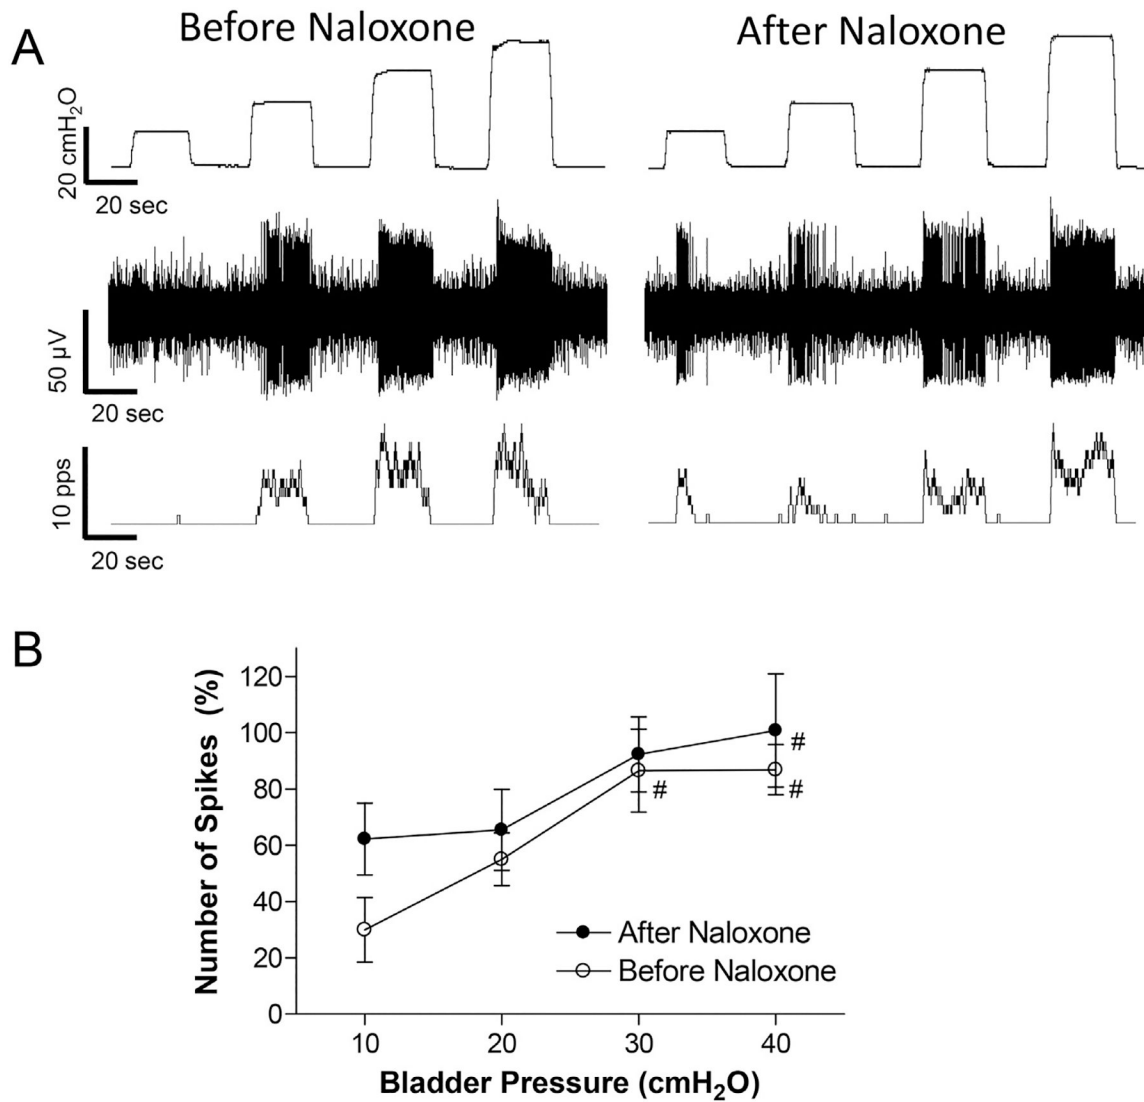 A
Before Naloxone
After Naloxone
20 cmH₂O
20 sec
50 µV
20 sec
10 pps
20 sec
B
Number of Spikes (%)
120
100
80
60
40
20
0
#
#
#
After Naloxone
Before Naloxone
10 20 30 40
Bladder Pressure (cmH₂O)